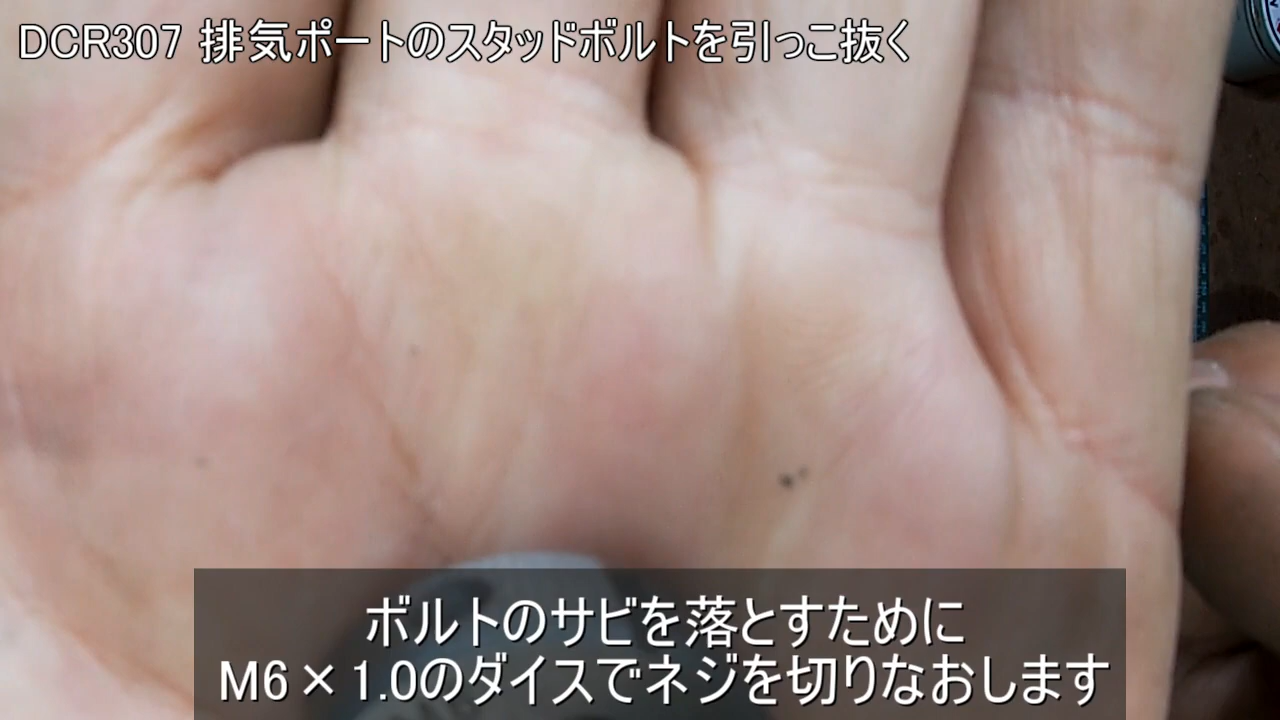 DCR307 排気ポートのスタッドボルトを引っこ抜く
ボルトのサビを落とすために
M6×1.0のダイスでネジを切りなおします